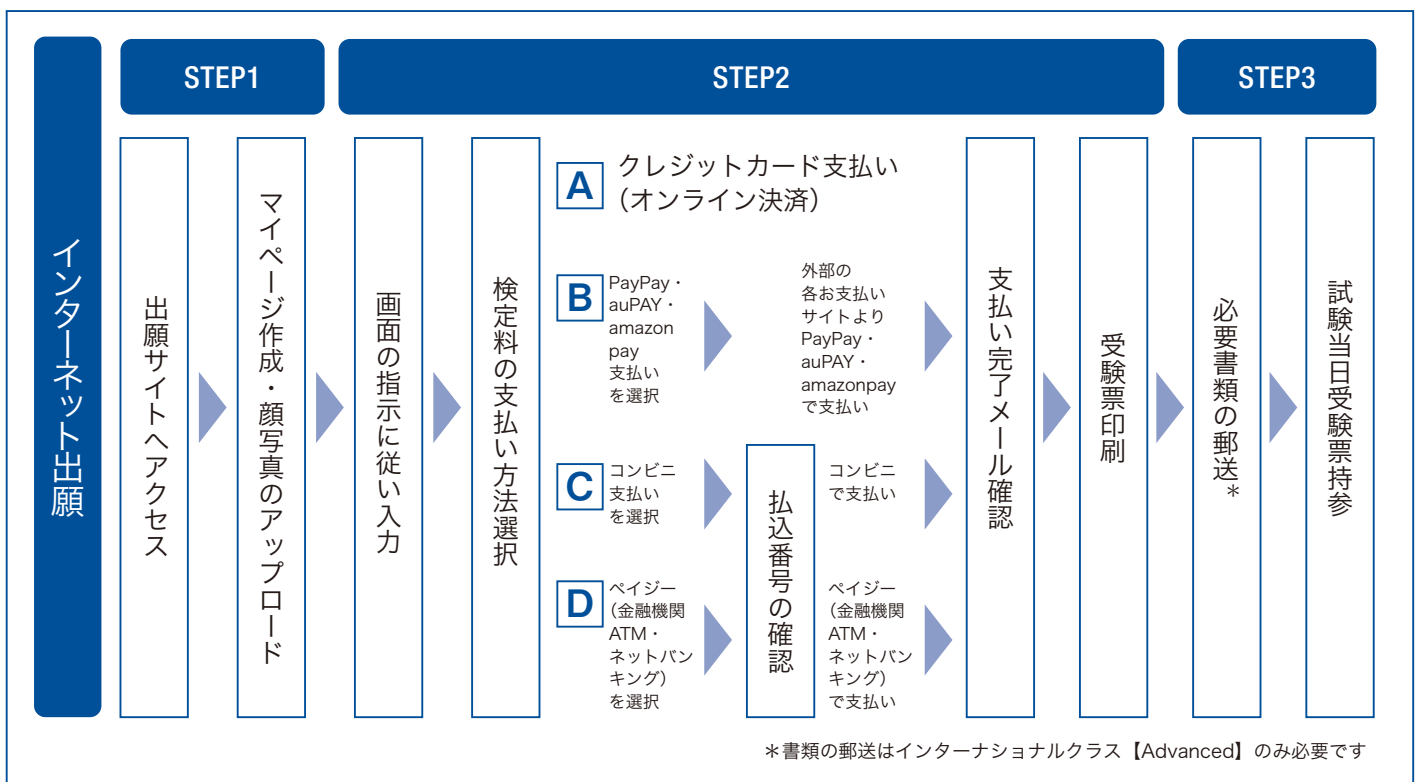 インターネット出願
STEP1
出願サイトへアクセス
マイページ作成・顔写真のアップロード
STEP2
画面の指示に従い入力
検定料の支払い方法選択
A
クレジットカード支払い
（オンライン決済）
B
PayPay・
auPAY・
amazon
pay
支払い
を選択
外部の
各お支払い
サイトより
PayPay・
auPAY・
amazonpay
で支払い
C
コンビニ
支払い
を選択
払込番号の確認
コンビニ
で支払い
D
ペイジー
（金融機関
ATM・
ネットバン
キング）
を選択
ペイジー
（金融機関
ATM・
ネットバン
キング）
で支払い
支払い完了メール確認
受験票印刷
STEP3
必要書類の郵送＊
試験当日受験票持参
＊書類の郵送はインターナショナルクラス【Advanced】のみ必要です